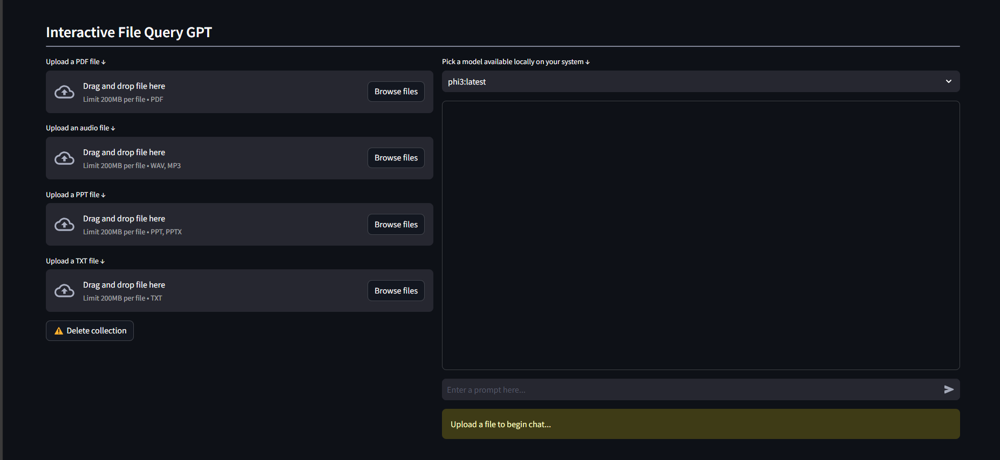 Interactive File Query GPT
Upload a PDF file ↓
Drag and drop file here
Limit 200MB per file • PDF
Browse files
Upload an audio file ↓
Drag and drop file here
Limit 200MB per file • WAV, MP3
Browse files
Upload a PPT file ↓
Drag and drop file here
Limit 200MB per file • PPT, PPTX
Browse files
Upload a TXT file ↓
Drag and drop file here
Limit 200MB per file • TXT
Browse files
Delete collection
Pick a model available locally on your system ↓
phi3:latest
Enter a prompt here...
Upload a file to begin chat...